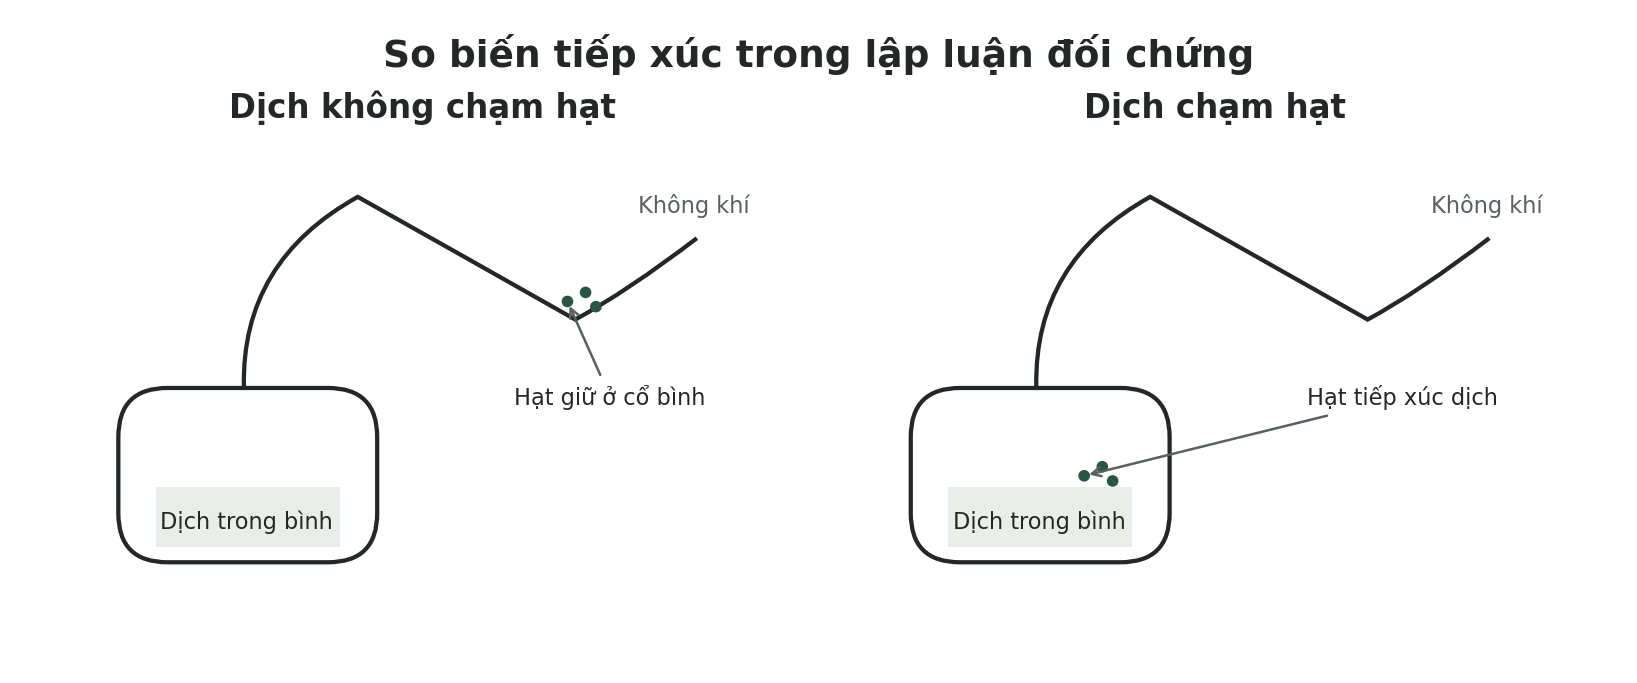 So biến tiếp xúc trong lập luận đối chứng
Dịch không chạm hạt
Dịch chạm hạt
Không khí
Không khí
Hạt giữ ở cổ bình
Hạt tiếp xúc dịch
Dịch trong bình
Dịch trong bình